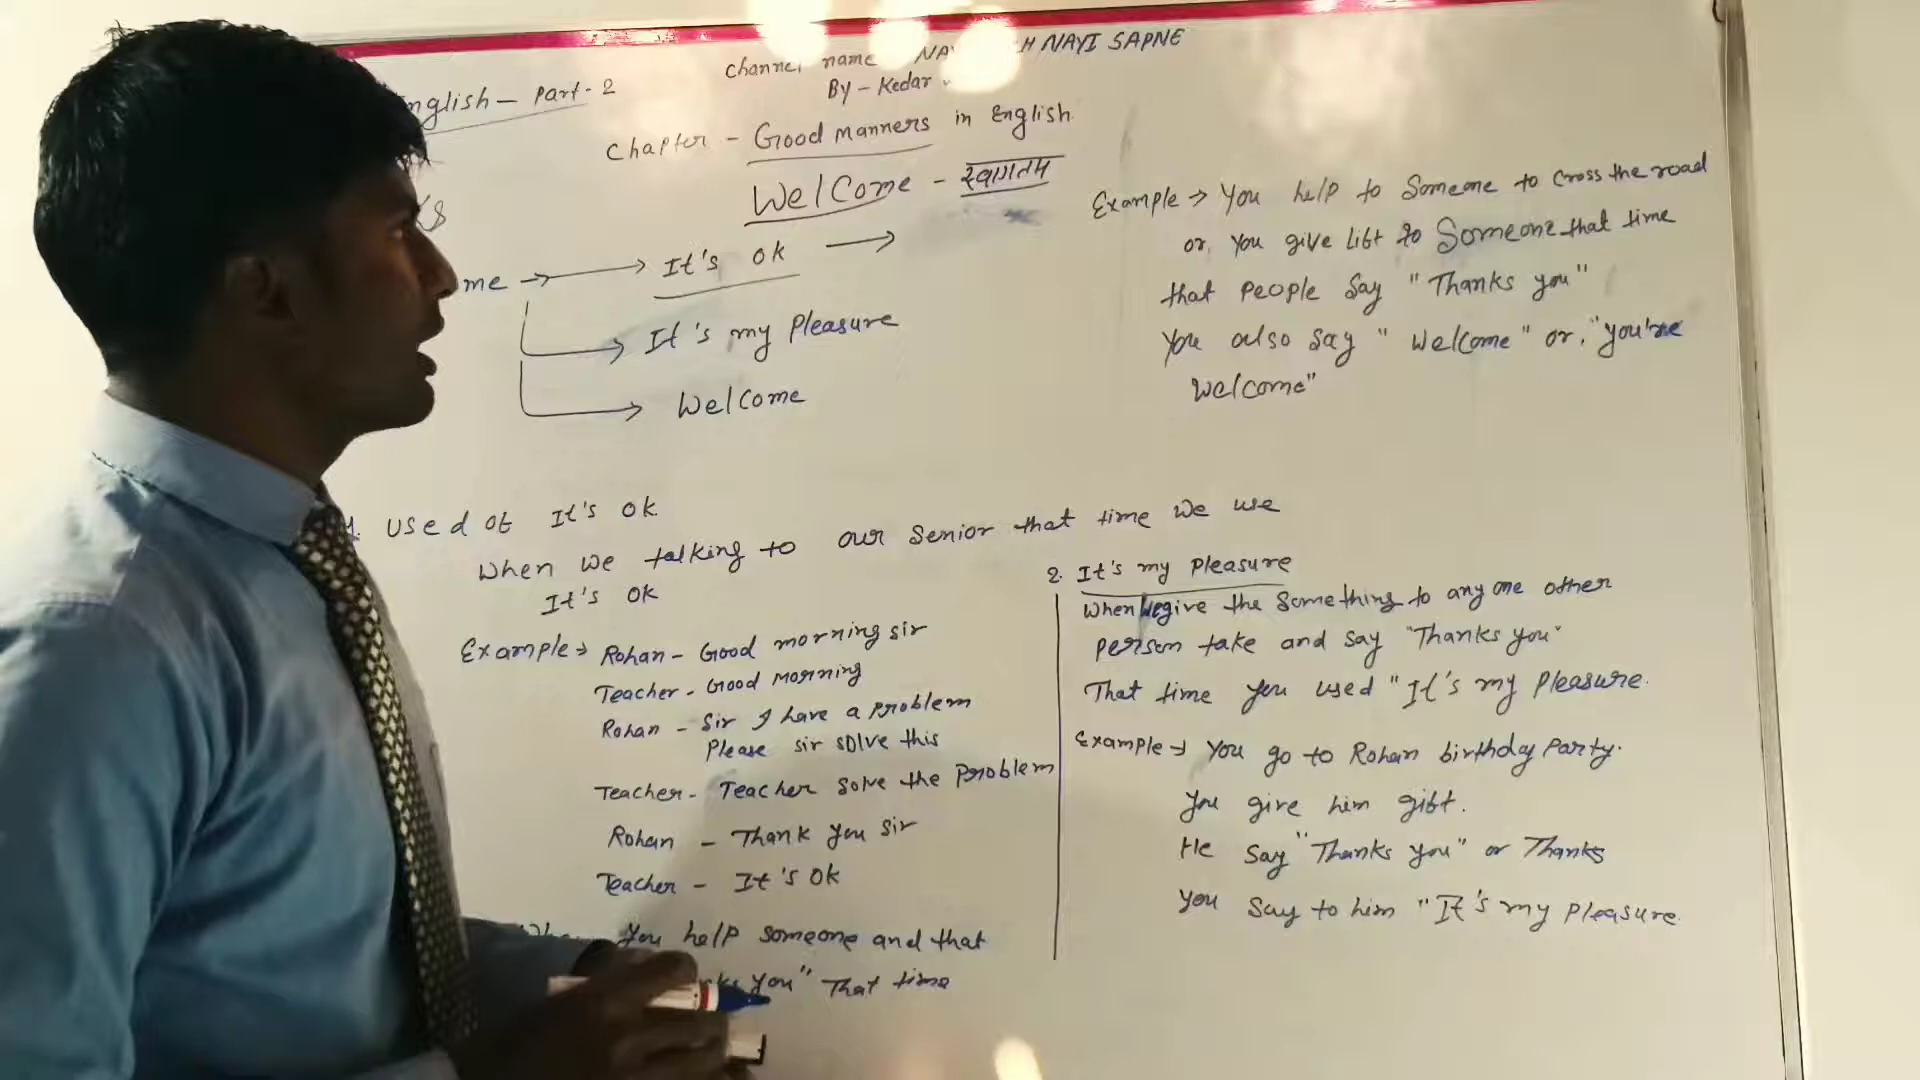 English - Part-2
Channel name NAYI SAPNE
By - Kedar
Chapter - Good manners in English
Welcome - स्वागतम
It's ok
It's my Pleasure
Welcome
Example → You help to Someone to cross the road
or, you give lift to Someone that time
that people say "Thanks you"
You also say " Welcome " or, "you're
welcome"
1. Used of It's ok
When we talking to our Senior that time we use
It's ok
Example → Rohan - Good morning sir
Teacher - Good morning
Rohan - Sir I have a problem
Please sir solve this
Teacher - Teacher solve the Problem
Rohan - Thank you sir
Teacher - It's ok
you help someone and that
you" That time
2. It's my pleasure
When we give the something to any one other
person take and say "Thanks you"
That time you used "It's my pleasure.
Example → You go to Rohan birthday Party.
you give him gift.
He say "Thanks you" or Thanks
you say to him "It's my pleasure.